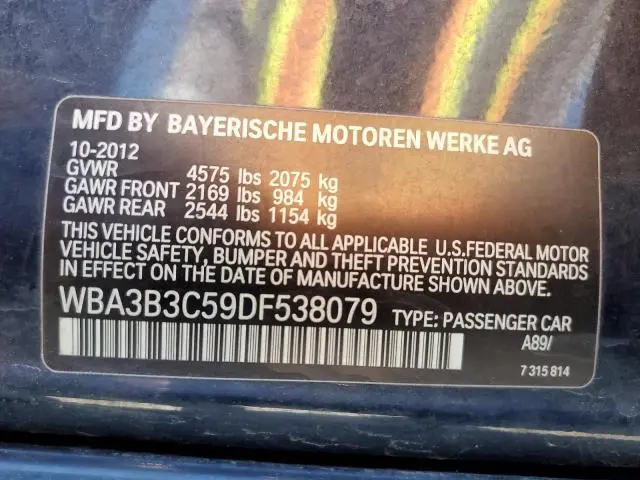 MFD BY BAYERISCHE MOTOREN WERKE AG
10-2012
GVWR 4575 lbs 2075 kg
GAWR FRONT 2169 lbs 984 kg
GAWR REAR 2544 lbs 1154 kg
THIS VEHICLE CONFORMS TO ALL APPLICABLE U.S.FEDERAL MOTOR
VEHICLE SAFETY, BUMPER AND THEFT PREVENTION STANDARDS
IN EFFECT ON THE DATE OF MANUFACTURE SHOWN ABOVE.
WBA3B3C59DF538079 TYPE: PASSENGER CAR
A89/
7 315 814